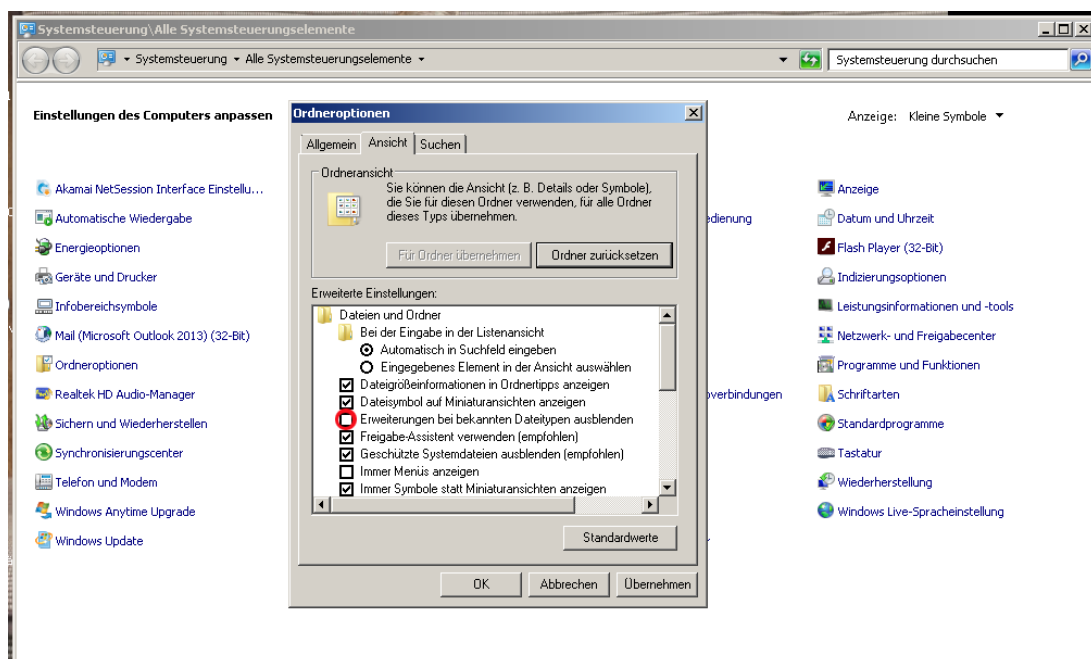 Systemsteuerung\Alle Systemsteuerungselemente
Systemsteuerung Alle Systemsteuerungselemente
Systemsteuerung durchsuchen
Einstellungen des Computers anpassen
Anzeige: Kleine Symbole
Akamai NetSession Interface Einstellu...
Automatische Wiedergabe
Energieoptionen
Geräte und Drucker
Infobereichsymbole
Mail (Microsoft Outlook 2013) (32-Bit)
Ordneroptionen
Realtek HD Audio-Manager
Sichern und Wiederherstellen
Synchronisierungscenter
Telefon und Modem
Windows Anytime Upgrade
Windows Update
Ordneroptionen
Allgemein Ansicht Suchen
Ordneransicht
Sie können die Ansicht (z. B. Details oder Symbole),
die Sie für diesen Ordner verwenden, für alle Ordner
dieses Typs übernehmen.
Für Ordner übernehmen Ordner zurücksetzen
Erweiterte Einstellungen:
Dateien und Ordner
Bei der Eingabe in der Listenansicht
Automatisch in Suchfeld eingeben
Eingegebenes Element in der Ansicht auswählen
Dateigrößeinformationen in Ordnertipps anzeigen
Dateisymbol auf Miniaturansichten anzeigen
Erweiterungen bei bekannten Dateitypen ausblenden
Freigabe-Assistent verwenden (empfohlen)
Geschützte Systemdateien ausblenden (empfohlen)
Immer Menüs anzeigen
Immer Symbole statt Miniaturansichten anzeigen
Standardwerte
OK Abbrechen Übernehmen
edienung
overbindungen
Anzeige
Datum und Uhrzeit
Flash Player (32-Bit)
Indizierungsoptionen
Leistungsinformationen und -tools
Netzwerk- und Freigabecenter
Programme und Funktionen
Schriftarten
Standardprogramme
Tastatur
Wiederherstellung
Windows Live-Spracheinstellung